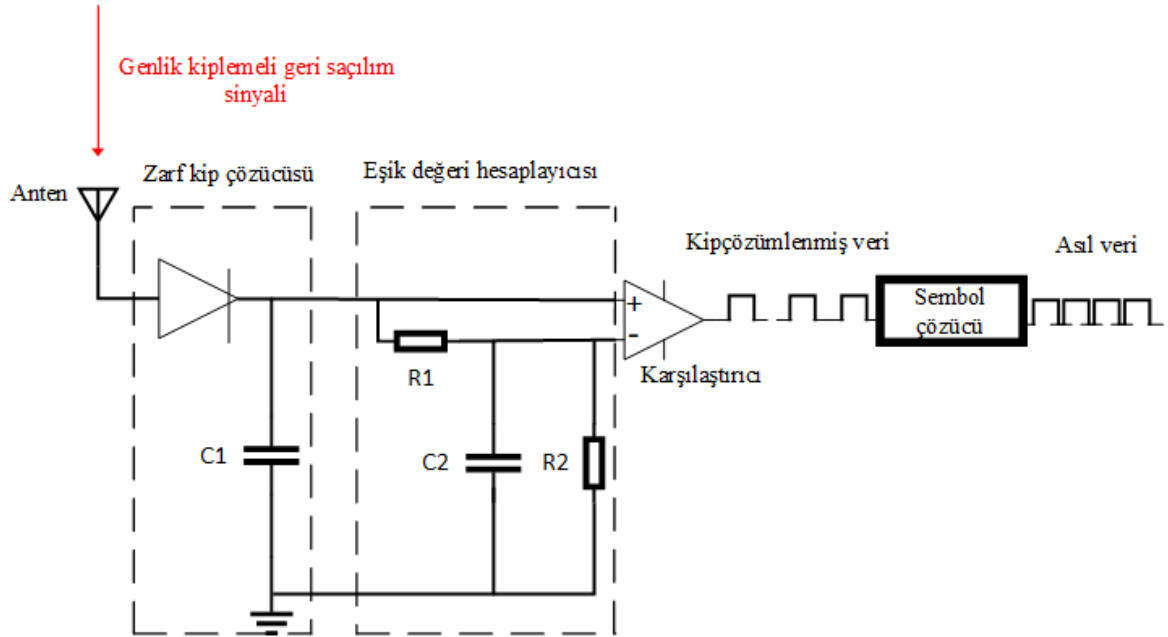 Genlik kiplemeli geri saçılım
sinyali
Anten
Zarf kip çözücüsü
Eşik değeri hesaplayıcısı
Kipçözümlenmiş veri
Asıl veri
+
-
Sembol
çözücü
Karşılaştırıcı
R1
C1
C2
R2